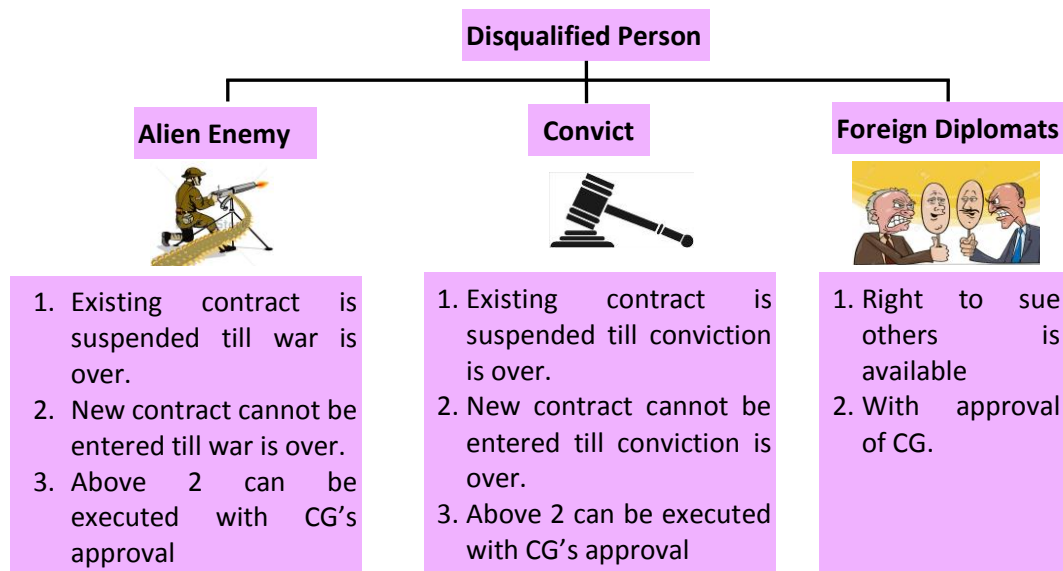 Disqualified Person
Alien Enemy
Convict
Foreign Diplomats
1. Existing contract is
suspended till war is
over.
2. New contract cannot be
entered till war is over.
3. Above 2 can be
executed with CG’s
approval
1. Existing contract is
suspended till conviction
is over.
2. New contract cannot be
entered till conviction is
over.
3. Above 2 can be executed
with CG’s approval
1. Right to sue
others is
available
2. With approval
of CG.